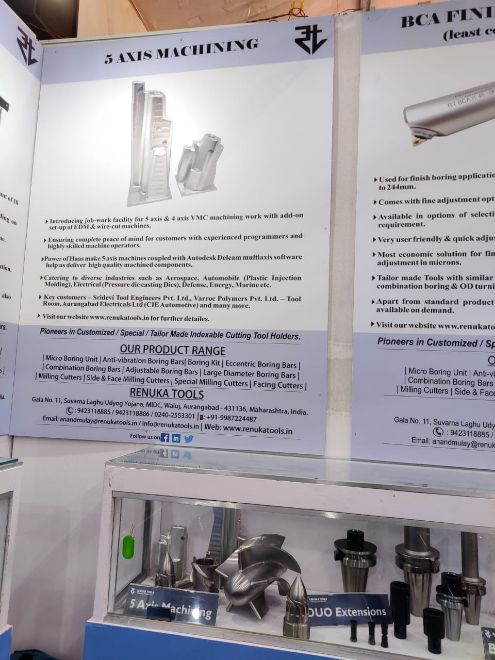 5 AXIS MACHINING
Introducing job-work facility for 5 axis & 4 axis VMC machining work with add-on
set-up of EDM & wire-cut machines.
Ensuring complete peace of mind for customers with experienced programmers and
highly skilled machine operators.
Power of Haas make 5 axis machines coupled with Autodesk Delcam multiaxis software
help us deliver high quality machined components.
Catering to diverse industries such as Aerospace, Automobile (Plastic Injection
Molding), Electrical (Pressure die casting Dies), Defense, Energy, Marine etc.
Key customers – Sridevi Tool Engineers Pvt. Ltd., Varroc Polymers Pvt. Ltd. – Tool
Room, Aurangabad Electricals Ltd (CIE Automotive) and many more.
Visit our website www.renukatools.in for further details.
Pioneers in Customized / Special / Tailor Made Indexable Cutting Tool Holders.
OUR PRODUCT RANGE
| Micro Boring Unit | Anti-vibration Boring Bars| Boring Kit | Eccentric Boring Bars |
| Combination Boring Bars | Adjustable Boring Bars | Large Diameter Boring Bars |
| Milling Cutters | Side & Face Milling Cutters | Special Milling Cutters | Facing Cutters |
RENUKA TOOLS
Gala No. 11, Suvarna Laghu Udyog Yojana, MIDC, Waluj, Aurangabad - 431136, Maharashtra, India.
: 9423118885 / 9423118886 / 0240-2553301 | : +91-9987224487
Email: anandmulay@renukatools.in / info@renukatools.in | Web: www.renukatools.in
Follow us on
BCA FINI
(least co
Used for finish boring applicatio
to 244mm.
Comes with fine adjustment opt
Available in options of selecti
requirement.
Very user friendly & quick adju
Most economic solution for fin
adjustment in microns.
Tailor made Tools with similar
combination boring & OD turni
Apart from standard product
available on demand.
Visit our website www.renukato
Pioneers in Customized / Sp
O
| Micro Boring Unit | Anti-v
| Combination Boring Bars
| Milling Cutters | Side & Face
Gala No. 11, Suvarna Laghu Udy
: 9423118885 / 9
Email: anandmulay@ren
5 Axis Machining
DUO Extensions